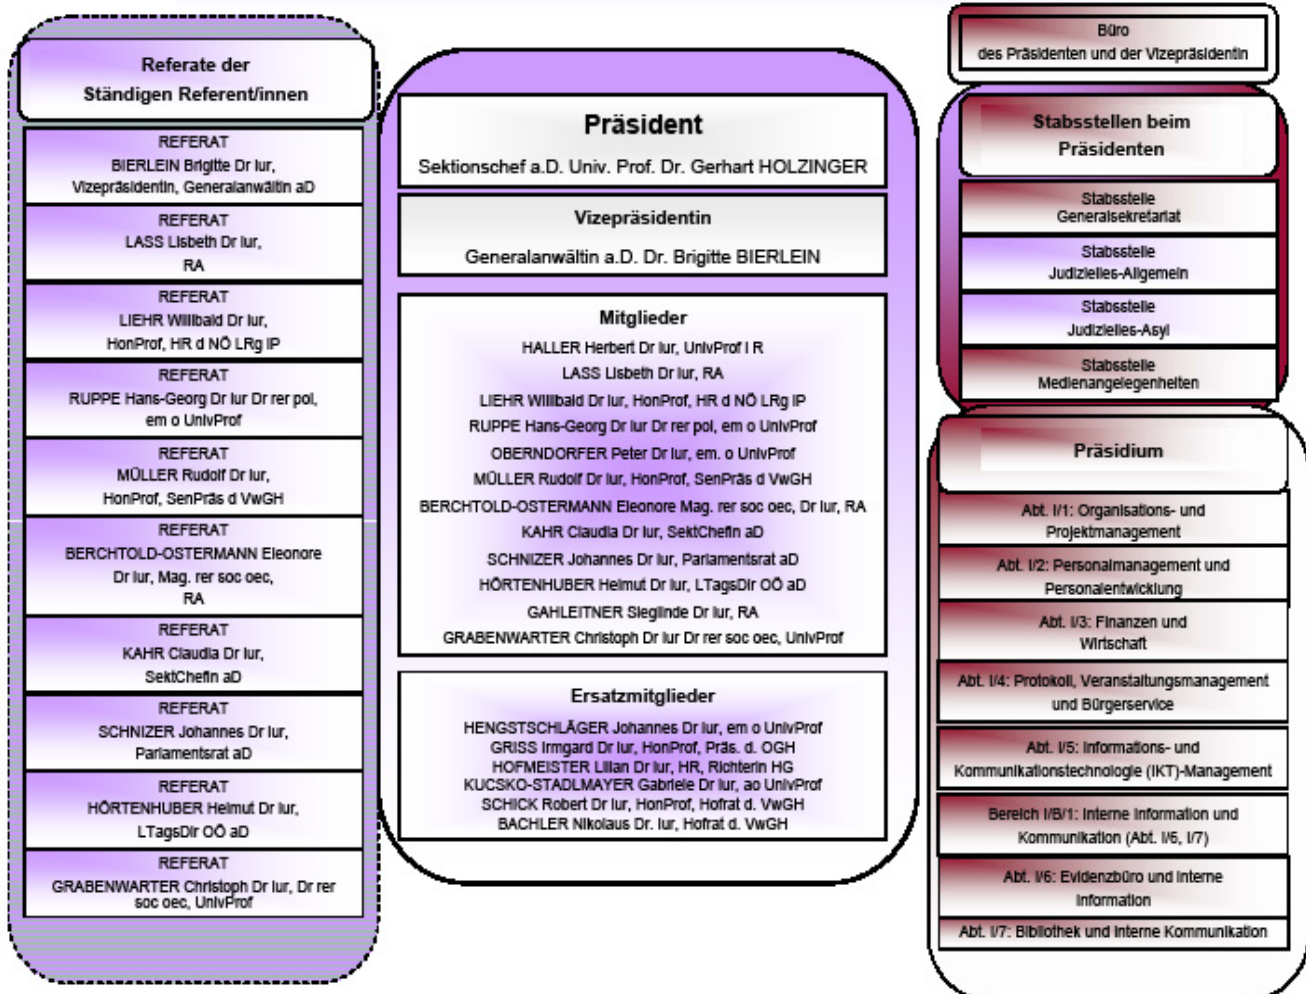 Referate der
Ständigen Referent/innen
REFERAT
BIERLEIN Brigitte Dr iur,
Vizepräsidentin, Generalanwältin aD
REFERAT
LASS Lisbeth Dr iur,
RA
REFERAT
LIEHR Willibald Dr iur,
HonProf, HR d NÖ LRg iP
REFERAT
RUPPE Hans-Georg Dr iur Dr rer pol,
em o UnivProf
REFERAT
MÜLLER Rudolf Dr iur,
HonProf, SenPräs d VwGH
REFERAT
BERCHTOLD-OSTERMANN Eleonore
Dr iur, Mag. rer soc oec,
RA
REFERAT
KAHR Claudia Dr iur,
SektChefin aD
REFERAT
SCHNIZER Johannes Dr iur,
Parlamentsrat aD
REFERAT
HÖRTENHUBER Helmut Dr iur,
LTagsDir OÖ aD
REFERAT
GRABENWARTER Christoph Dr iur, Dr rer
soc oec, UnivProf
Präsident
Sektionschef a.D. Univ. Prof. Dr. Gerhart HOLZINGER
Vizepräsidentin
Generalanwältin a.D. Dr. Brigitte BIERLEIN
Mitglieder
HALLER Herbert Dr iur, UnivProf i R
LASS Lisbeth Dr iur, RA
LIEHR Willibald Dr iur, HonProf, HR d NÖ LRg iP
RUPPE Hans-Georg Dr iur Dr rer pol, em o UnivProf
OBERNDORFER Peter Dr iur, em. o UnivProf
MÜLLER Rudolf Dr iur, HonProf, SenPräs d VwGH
BERCHTOLD-OSTERMANN Eleonore Mag. rer soc oec, Dr iur, RA
KAHR Claudia Dr iur, SektChefin aD
SCHNIZER Johannes Dr iur, Parlamentsrat aD
HÖRTENHUBER Helmut Dr iur, LTagsDir OÖ aD
GAHLEITNER Sieglinde Dr iur, RA
GRABENWARTER Christoph Dr iur Dr rer soc oec, UnivProf
Ersatzmitglieder
HENGSTSCHLÄGER Johannes Dr iur, em o UnivProf
GRISS Irmgard Dr iur, HonProf, Präs. d. OGH
HOFMEISTER Lilian Dr iur, HR, Richterin HG
KUCSKO-STADLMAYER Gabriele Dr iur, ao UnivProf
SCHICK Robert Dr iur, HonProf, Hofrat d. VwGH
BACHLER Nikolaus Dr. iur, Hofrat d. VwGH
Büro
des Präsidenten und der Vizepräsidentin
Stabsstellen beim
Präsidenten
Stabsstelle
Generalsekretariat
Stabsstelle
Judizielles-Allgemein
Stabsstelle
Judizielles-Asyl
Stabsstelle
Medienangelegenheiten
Präsidium
Abt. I/1: Organisations- und
Projektmanagement
Abt. I/2: Personalmanagement und
Personalentwicklung
Abt. I/3: Finanzen und
Wirtschaft
Abt. I/4: Protokoll, Veranstaltungsmanagement
und Bürgerservice
Abt. I/5: Informations- und
Kommunikationstechnologie (IKT)-Management
Bereich I/B/1: Interne Information und
Kommunikation (Abt. I/6, I/7)
Abt. I/6: Evidenzbüro und Interne
Information
Abt. I/7: Bibliothek und Interne Kommunikation